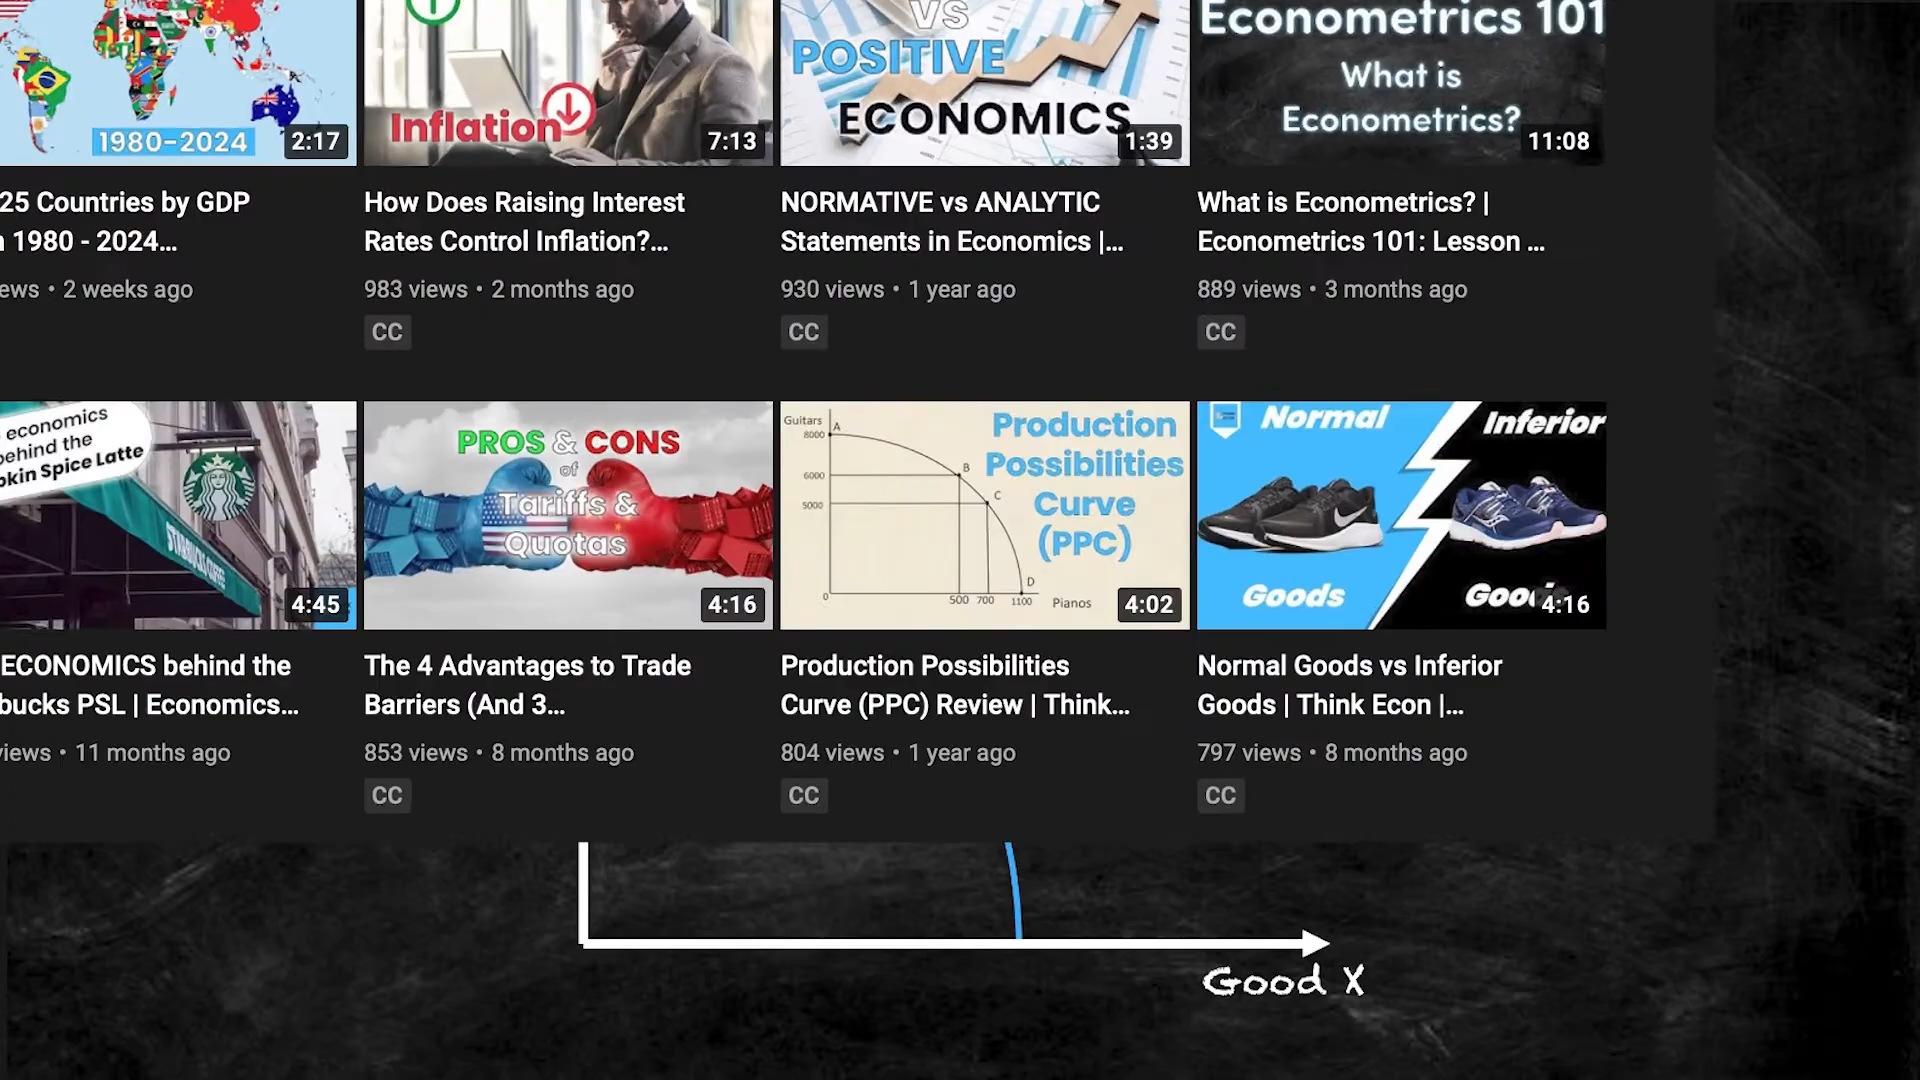 1980-2024
2:17
Inflation
7:13
VS
POSITIVE
ECONOMICS
1:39
Econometrics 101
What is
Econometrics?
11:08
25 Countries by GDP
1980 - 2024...
ews • 2 weeks ago
How Does Raising Interest
Rates Control Inflation?...
983 views • 2 months ago
CC
NORMATIVE vs ANALYTIC
Statements in Economics |...
930 views • 1 year ago
CC
What is Econometrics? |
Econometrics 101: Lesson ...
889 views • 3 months ago
CC
economics
behind the
pkin Spice Latte
STARBUCKS COFFEE
4:45
PROS & CONS
of
Tariffs &
Quotas
4:16
Guitars
8000
A
6000
B
5000
C
D
0
500 700 1100 Pianos
Production
Possibilities
Curve
(PPC)
4:02
Normal
Goods
Inferior
Goo
4:16
ECONOMICS behind the
bucks PSL | Economics...
views • 11 months ago
The 4 Advantages to Trade
Barriers (And 3...
853 views • 8 months ago
CC
Production Possibilities
Curve (PPC) Review | Think...
804 views • 1 year ago
CC
Normal Goods vs Inferior
Goods | Think Econ |...
797 views • 8 months ago
CC
Good X